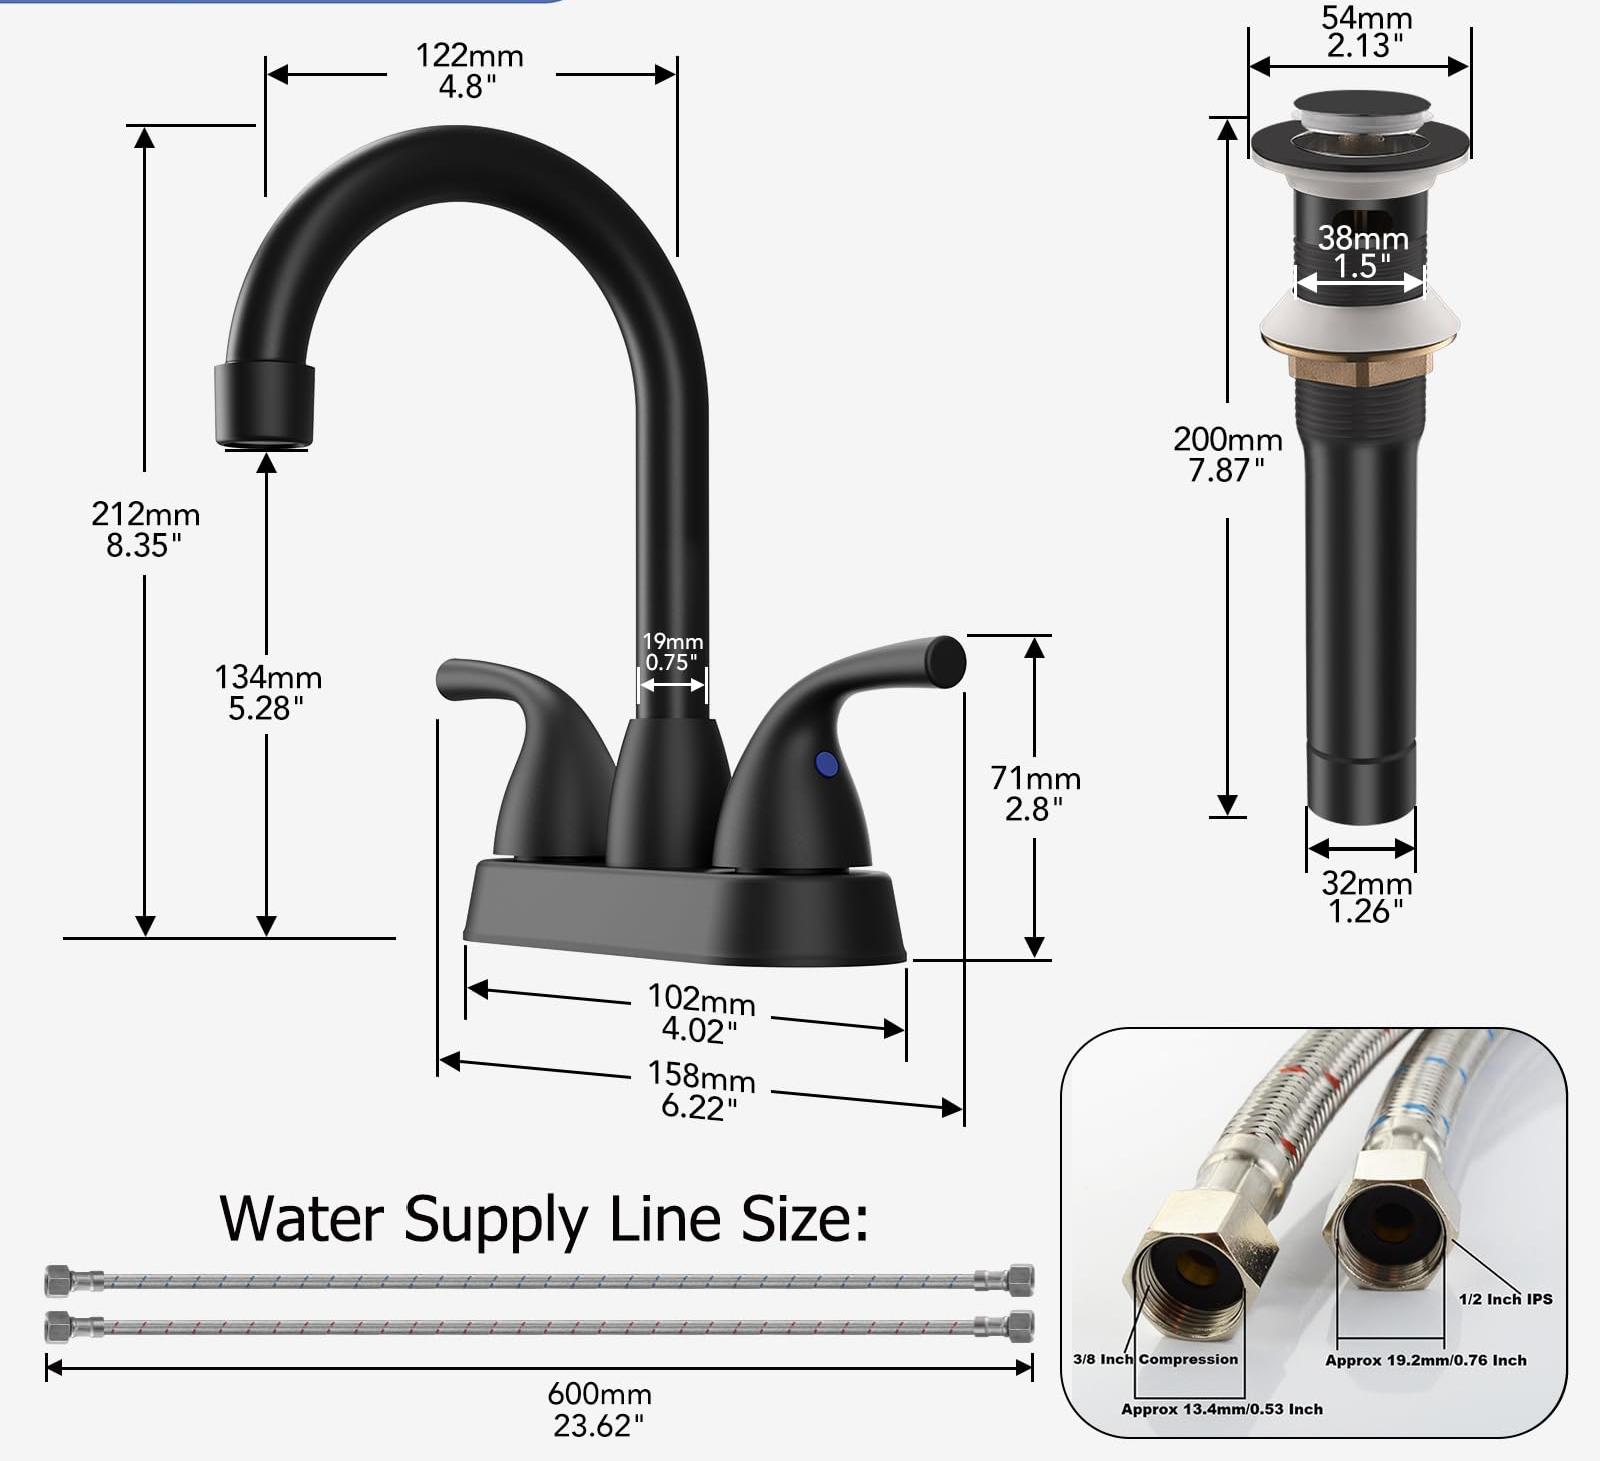 122mm
4.8"
54mm
2.13"
38mm
1.5"
200mm
7.87"
212mm
8.35"
134mm
5.28"
19mm
0.75"
71mm
2.8"
32mm
1.26"
102mm
4.02"
158mm
6.22"
Water Supply Line Size:
600mm
23.62"
1/2 Inch IPS
3/8 Inch Compression
Approx 19.2mm/0.76 Inch
Approx 13.4mm/0.53 Inch